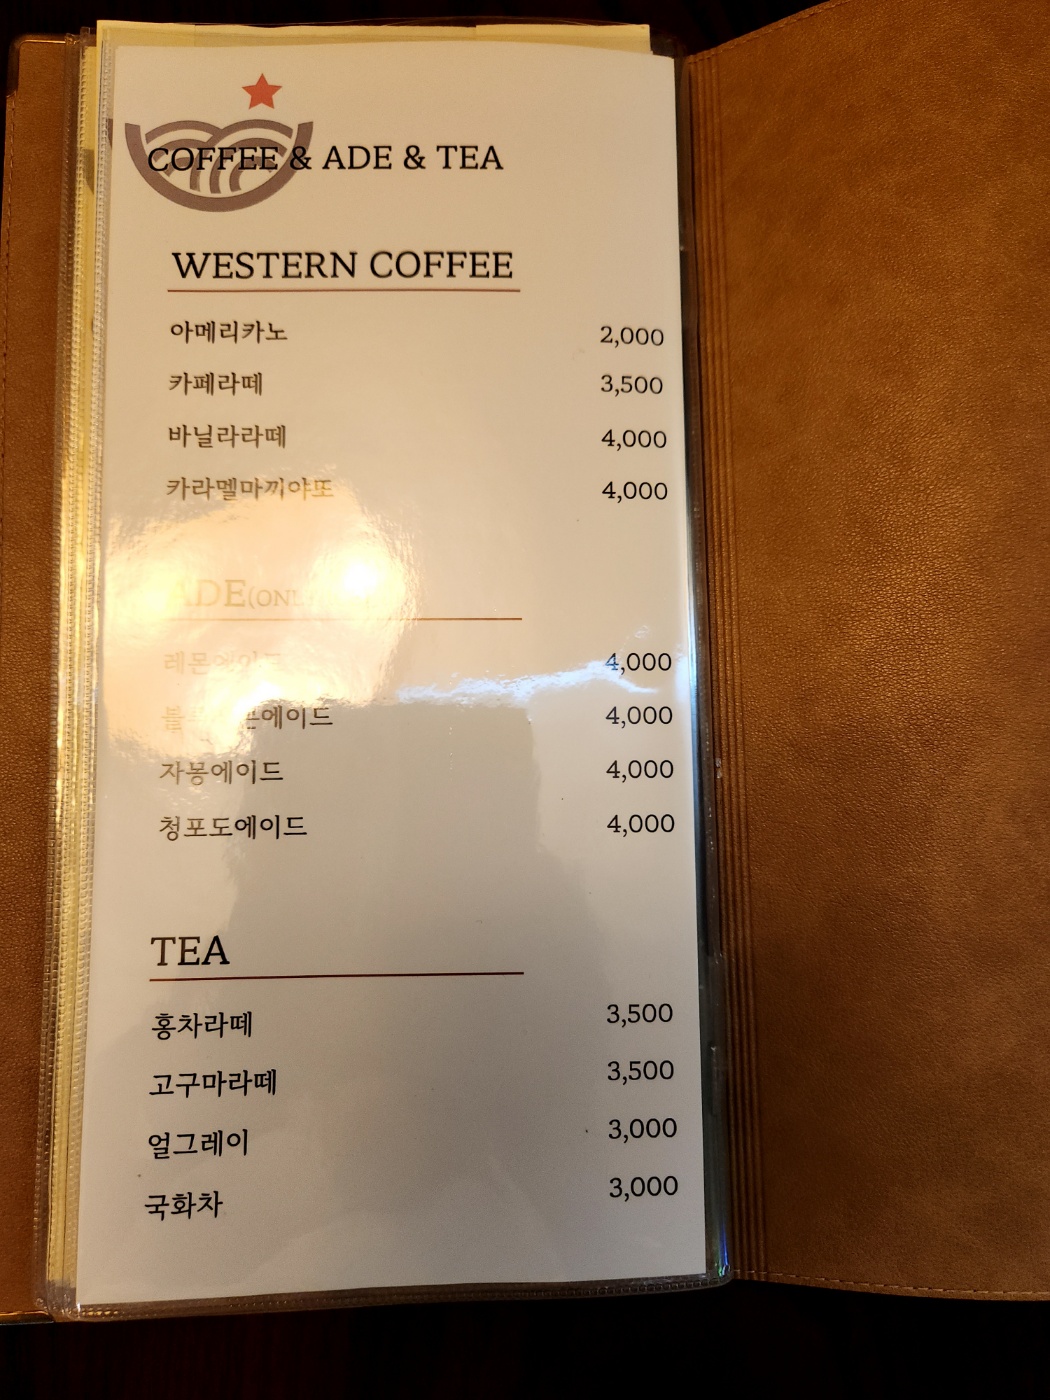 COFFEE & ADE & TEA
WESTERN COFFEE
아메리카노 2,000
카페라떼 3,500
바닐라라떼 4,000
카라멜마끼야또 4,000
ADE
레몬에이드 4,000
4,000
자몽에이드 4,000
청포도에이드 4,000
TEA
홍차라떼 3,500
고구마라떼 3,500
얼그레이 3,000
국화차 3,000